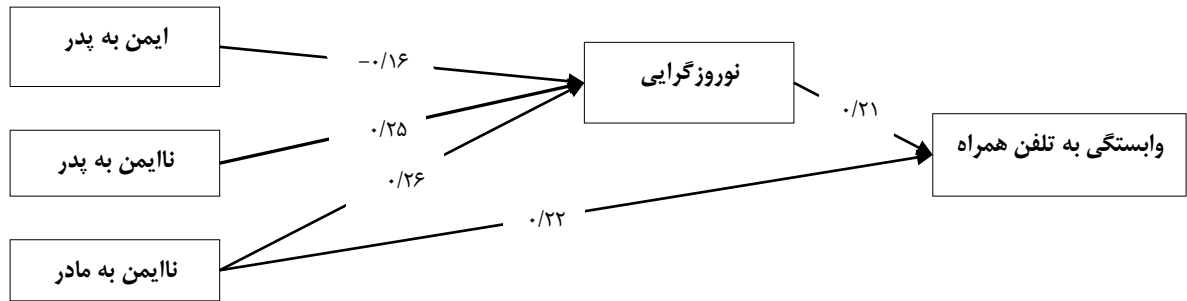 ایمن به پدر
ناایمن به پدر
ناایمن به مادر
-۰/۱۶
۰/۲۵
۰/۲۶
نوروزگرایی
۰/۲۱
۰/۲۲
وابستگی به تلفن همراه